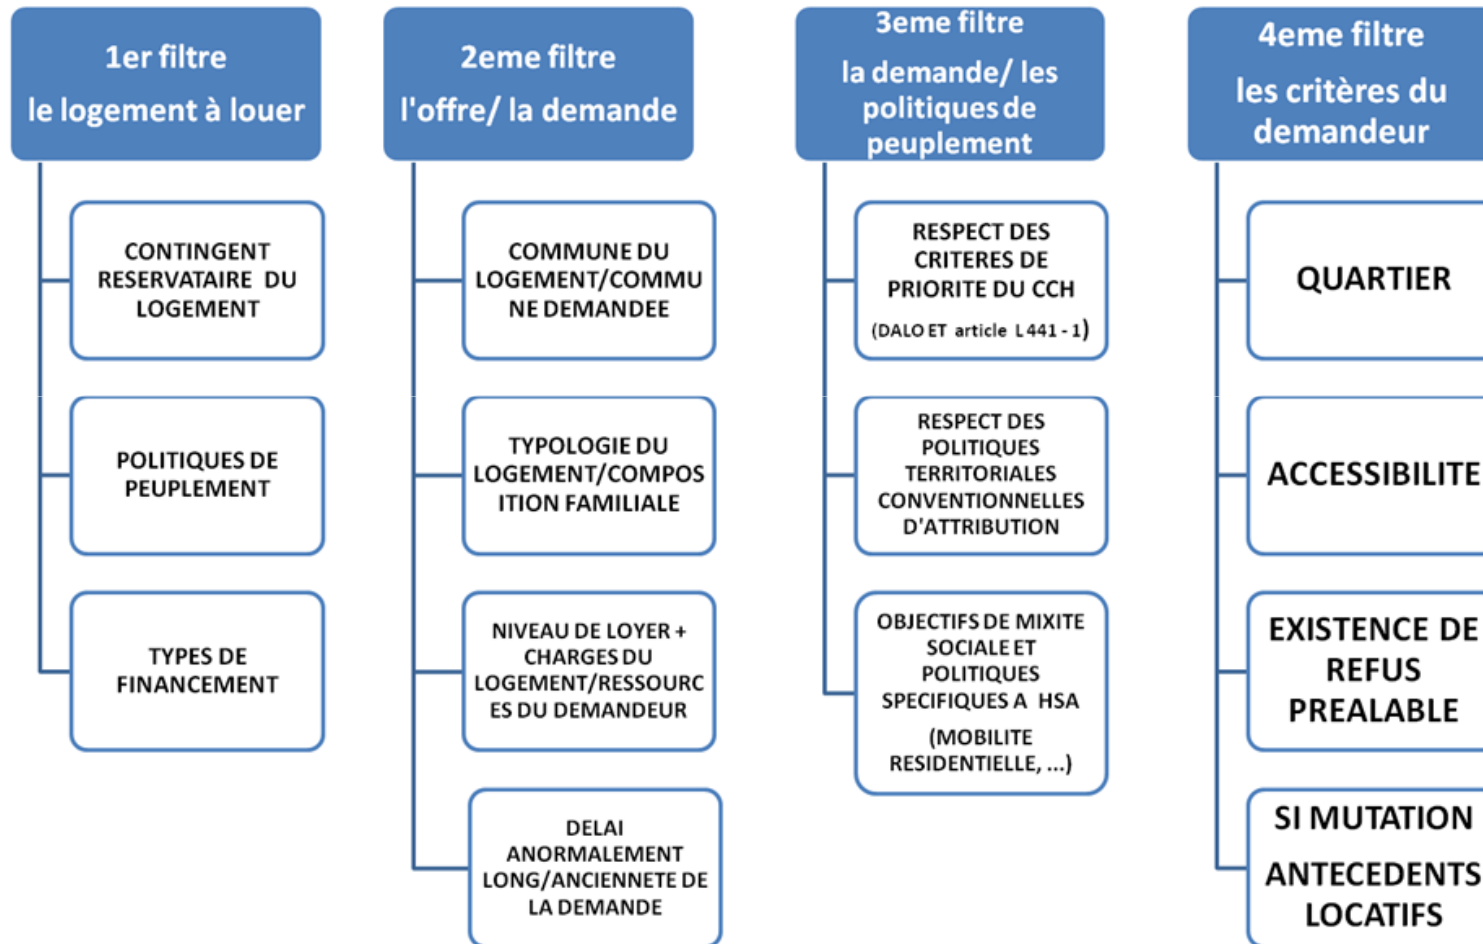 1er filtre
le logement à louer
CONTINGENT
RESERVATAIRE DU
LOGEMENT
POLITIQUES DE
PEUPLEMENT
TYPES DE
FINANCEMENT
2eme filtre
l'offre/ la demande
COMMUNE DU
LOGEMENT/COMMU
NE DEMANDEE
TYPOLOGIE DU
LOGEMENT/COMPOS
ITION FAMILIALE
NIVEAU DE LOYER +
CHARGES DU
LOGEMENT/RESSOURC
ES DU DEMANDEUR
DELAI
ANORMALEMENT
LONG/ANCIENNETE DE
LA DEMANDE
3eme filtre
la demande/ les
politiques de
peuplement
RESPECT DES
CRITERES DE
PRIORITE DU CCH
(DALO ET article L 441 - 1)
RESPECT DES
POLITIQUES
TERRITORIALES
CONVENTIONNELLES
D'ATTRIBUTION
OBJECTIFS DE MIXITE
SOCIALE ET
POLITIQUES
SPECIFIQUES A HSA
(MOBILITE
RESIDENTIELLE, ...)
4eme filtre
les critères du
demandeur
QUARTIER
ACCESSIBILITE
EXISTENCE DE
REFUS
PREALABLE
SI MUTATION
ANTECEDENTS
LOCATIFS